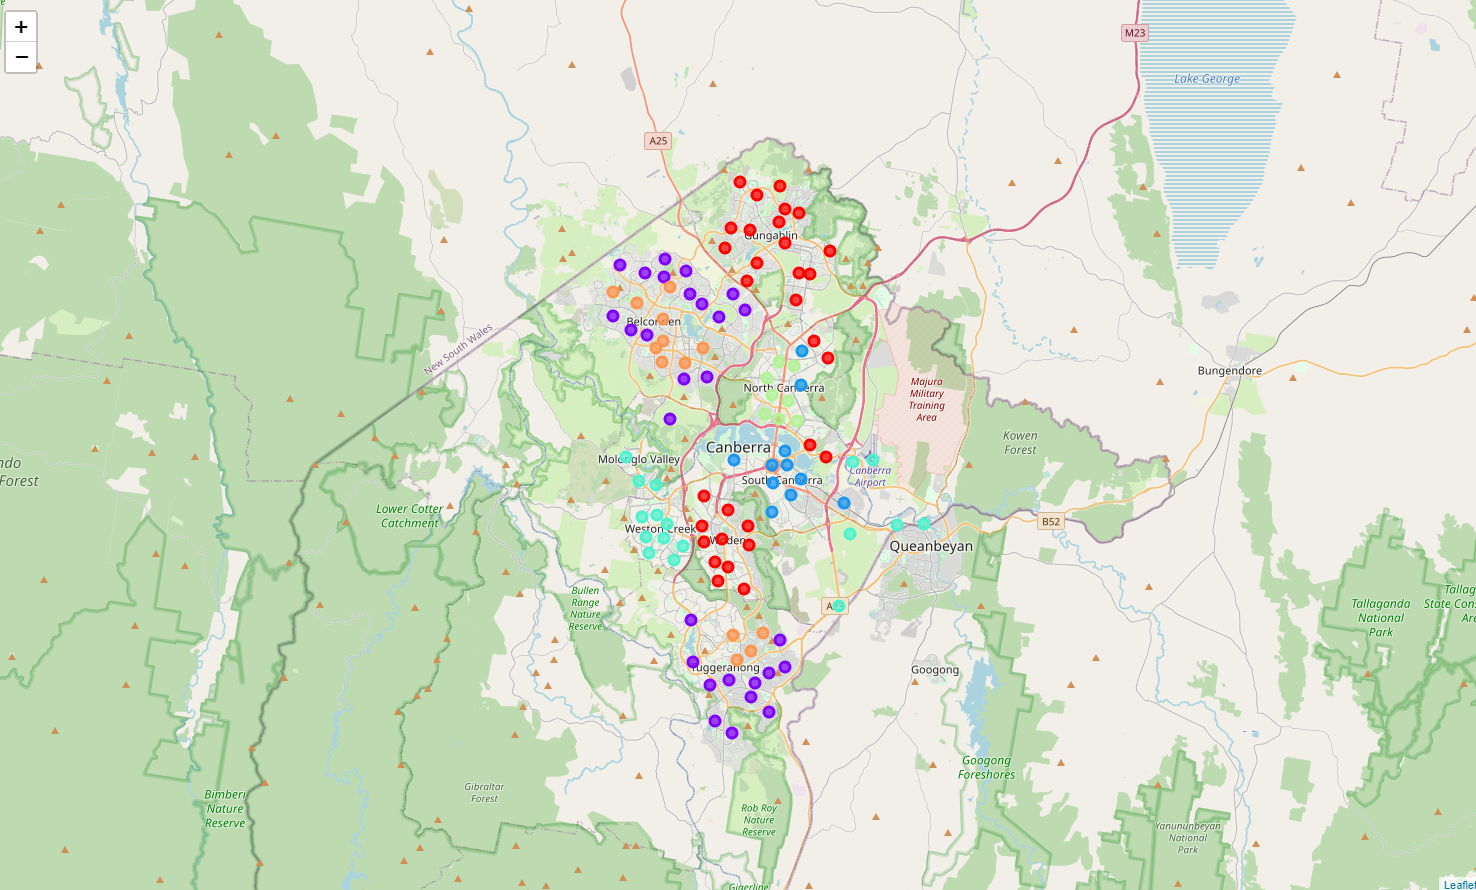 +
−
M23
Lake George
A25
Gungahlin
New South Wales
Belconnen
Bungendore
North Canberra
Majura
Military
Training
Area
Kowen
Forest
Canberra
Molonglo Valley
South Canberra
Canberra
Airport
ndo
Forest
Lower Cotter
Catchment
B52
Weston Creek
Woden
Queanbeyan
Bullen
Range
Nature
Reserve
Tallaganda
National
Park
Tallag
State Cons
Are
Tuggeranong
Googong
Googong
Foreshores
Gibraltar
Forest
Bimberi
Nature
Reserve
Rob Roy
Nature
Reserve
Yanununbeyan
National
Park
Gigerline
Leaflet